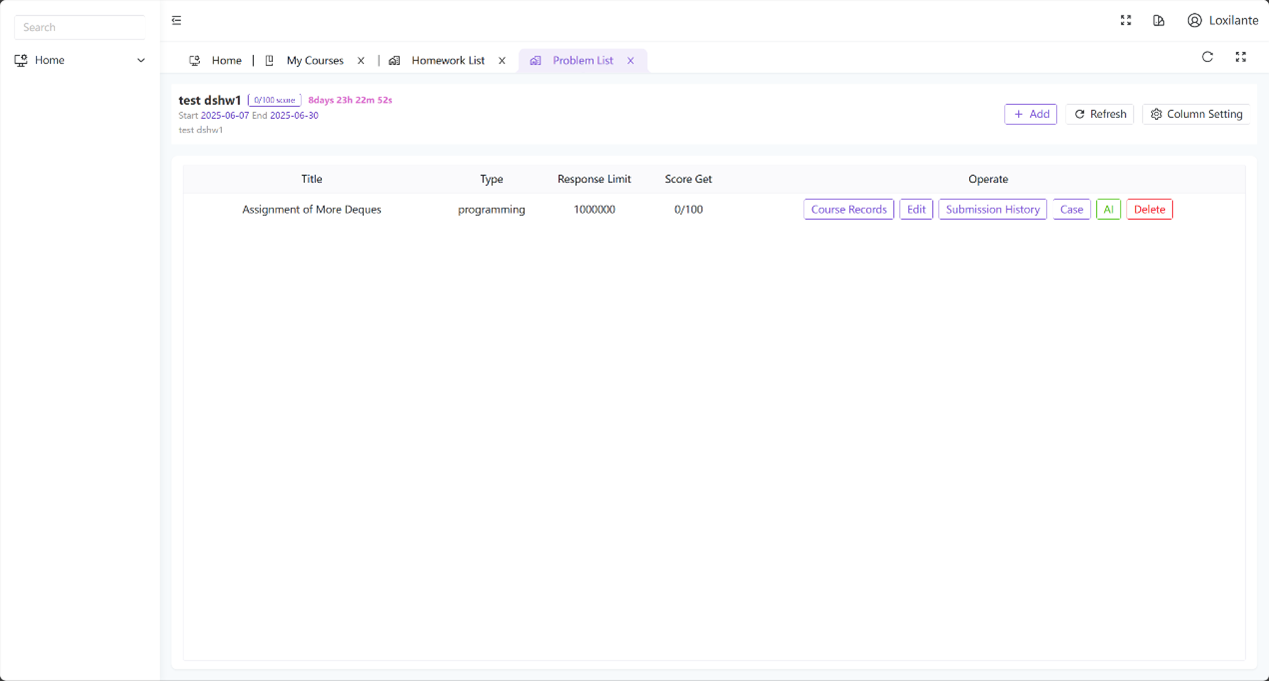 Search
Loxilante
Home
Home | My Courses | Homework List Problem List
test dshw1 0/100 score 8days 23h 22m 52s
Start 2025-06-07 End 2025-06-30
test dshw1
+ Add Refresh Column Setting
Title Type Response Limit Score Get Operate
Assignment of More Deques programming 1000000 0/100 Course Records Edit Submission History Case AI Delete